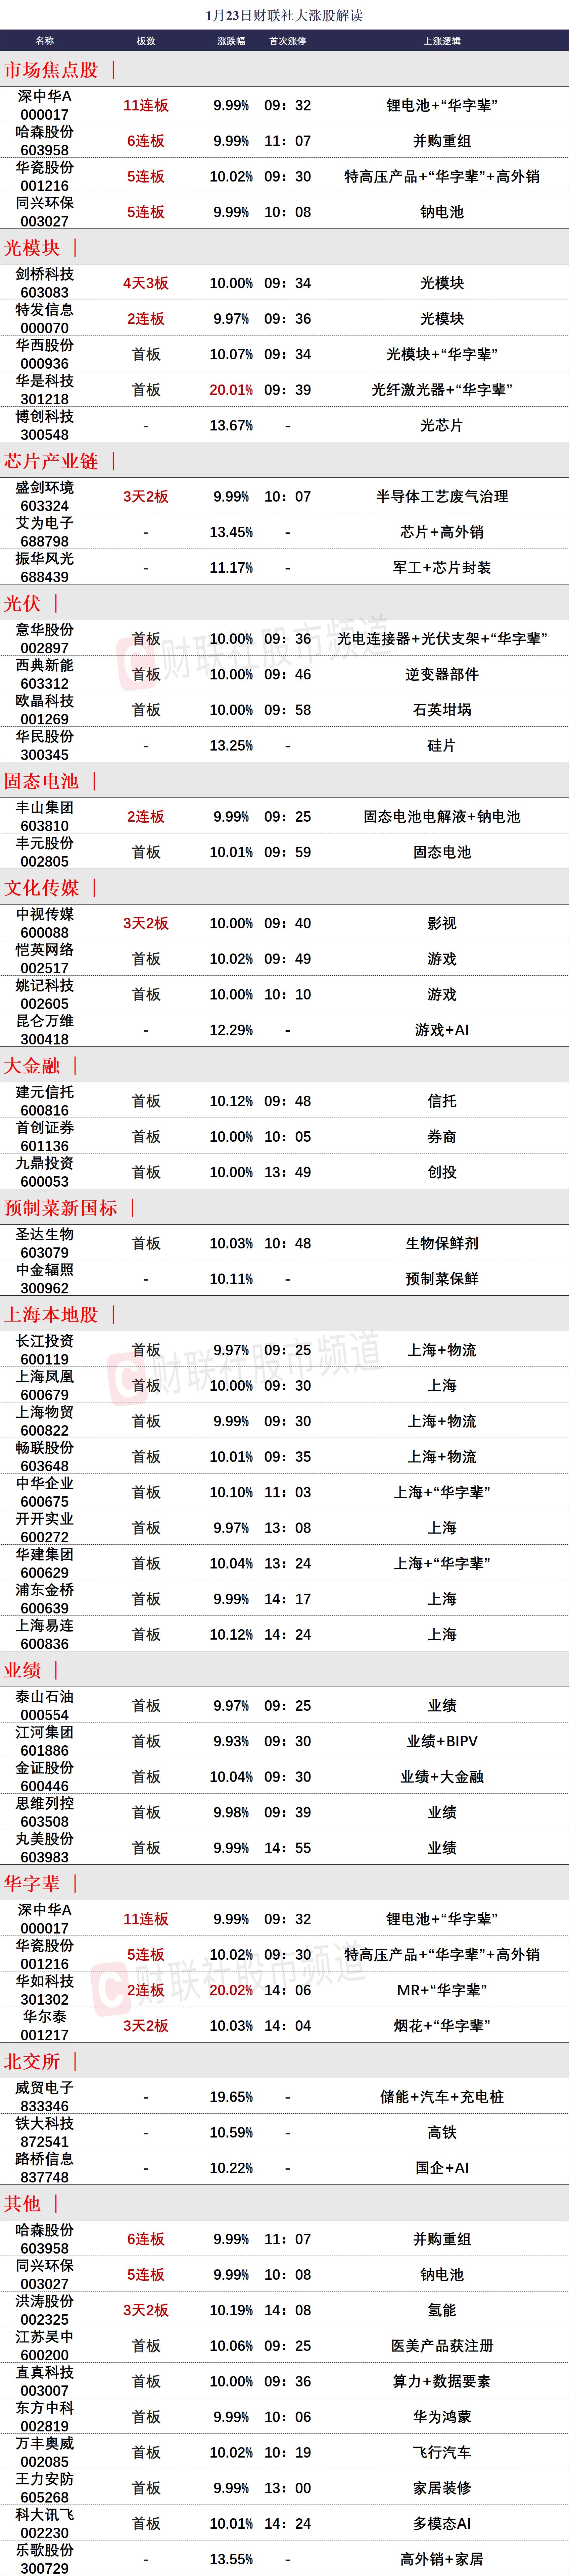 1月23日财联社大涨股解读
名称 板数 涨跌幅 首次涨停 上涨逻辑
市场焦点股
深中华A 000017 11连板 9.99% 09：32 锂电池+“华字辈”
哈森股份 603958 6连板 9.99% 11：07 并购重组
华瓷股份 001216 5连板 10.02% 09：30 特高压产品+“华字辈”+高外销
同兴环保 003027 5连板 9.99% 10：08 钠电池
光模块
剑桥科技 603083 4天3板 10.00% 09：34 光模块
特发信息 000070 2连板 9.97% 09：36 光模块
华西股份 000936 首板 10.07% 09：34 光模块+“华字辈”
华是科技 301218 首板 20.01% 09：39 光纤激光器+“华字辈”
博创科技 300548 - 13.67% - 光芯片
芯片产业链
盛剑环境 603324 3天2板 9.99% 10：07 半导体工艺废气治理
艾为电子 688798 - 13.45% - 芯片+高外销
振华风光 688439 - 11.17% - 军工+芯片封装
光伏
意华股份 002897 首板 10.00% 09：36 光电连接器+光伏支架+“华字辈”
西典新能 603312 首板 10.00% 09：46 逆变器部件
欧晶科技 001269 首板 10.00% 09：58 石英坩埚
华民股份 300345 - 13.25% - 硅片
固态电池
丰山集团 603810 2连板 9.99% 09：25 固态电池电解液+钠电池
丰元股份 002805 首板 10.01% 09：59 固态电池
文化传媒
中视传媒 600088 3天2板 10.00% 09：40 影视
恺英网络 002517 首板 10.02% 09：49 游戏
姚记科技 002605 首板 10.00% 10：10 游戏
昆仑万维 300418 - 12.29% - 游戏+AI
大金融
建元信托 600816 首板 10.12% 09：48 信托
首创证券 601136 首板 10.00% 10：05 券商
九鼎投资 600053 首板 10.00% 13：49 创投
预制菜新国标
圣达生物 603079 首板 10.03% 10：48 生物保鲜剂
中金辐照 300962 - 10.11% - 预制菜保鲜
上海本地股
长江投资 600119 首板 9.97% 09：25 上海+物流
上海凤凰 600679 首板 10.00% 09：30 上海
上海物贸 600822 首板 9.99% 09：30 上海+物流
畅联股份 603648 首板 10.01% 09：35 上海+物流
中华企业 600675 首板 10.10% 11：03 上海+“华字辈”
开开实业 600272 首板 9.97% 13：08 上海
华建集团 600629 首板 10.04% 13：24 上海+“华字辈”
浦东金桥 600639 首板 9.99% 14：17 上海
上海易连 600836 首板 10.12% 14：24 上海
业绩
泰山石油 000554 首板 9.97% 09：25 业绩
江河集团 601886 首板 9.93% 09：30 业绩+BIPV
金证股份 600446 首板 10.04% 09：30 业绩+大金融
思维列控 603508 首板 9.98% 09：39 业绩
丸美股份 603983 首板 9.99% 14：55 业绩
华字辈
深中华A 000017 11连板 9.99% 09：32 锂电池+“华字辈”
华瓷股份 001216 5连板 10.02% 09：30 特高压产品+“华字辈”+高外销
华如科技 301302 2连板 20.02% 14：06 MR+“华字辈”
华尔泰 001217 3天2板 10.03% 14：04 烟花+“华字辈”
北交所
威贸电子 833346 - 19.65% - 储能+汽车+充电桩
铁大科技 872541 - 10.59% - 高铁
路桥信息 837748 - 10.22% - 国企+AI
其他
哈森股份 603958 6连板 9.99% 11：07 并购重组
同兴环保 003027 5连板 9.99% 10：08 钠电池
洪涛股份 002325 3天2板 10.19% 14：08 氢能
江苏吴中 600200 首板 10.06% 09：25 医美产品获注册
直真科技 003007 首板 10.00% 09：36 算力+数据要素
东方中科 002819 首板 9.99% 10：06 华为鸿蒙
万丰奥威 002085 首板 10.02% 10：19 飞行汽车
王力安防 605268 首板 9.99% 13：00 家居装修
科大讯飞 002230 首板 10.01% 14：24 多模态AI
乐歌股份 300729 - 13.55% - 高外销+家居
财联社股市频道
财联社股市频道
财联社股市频道